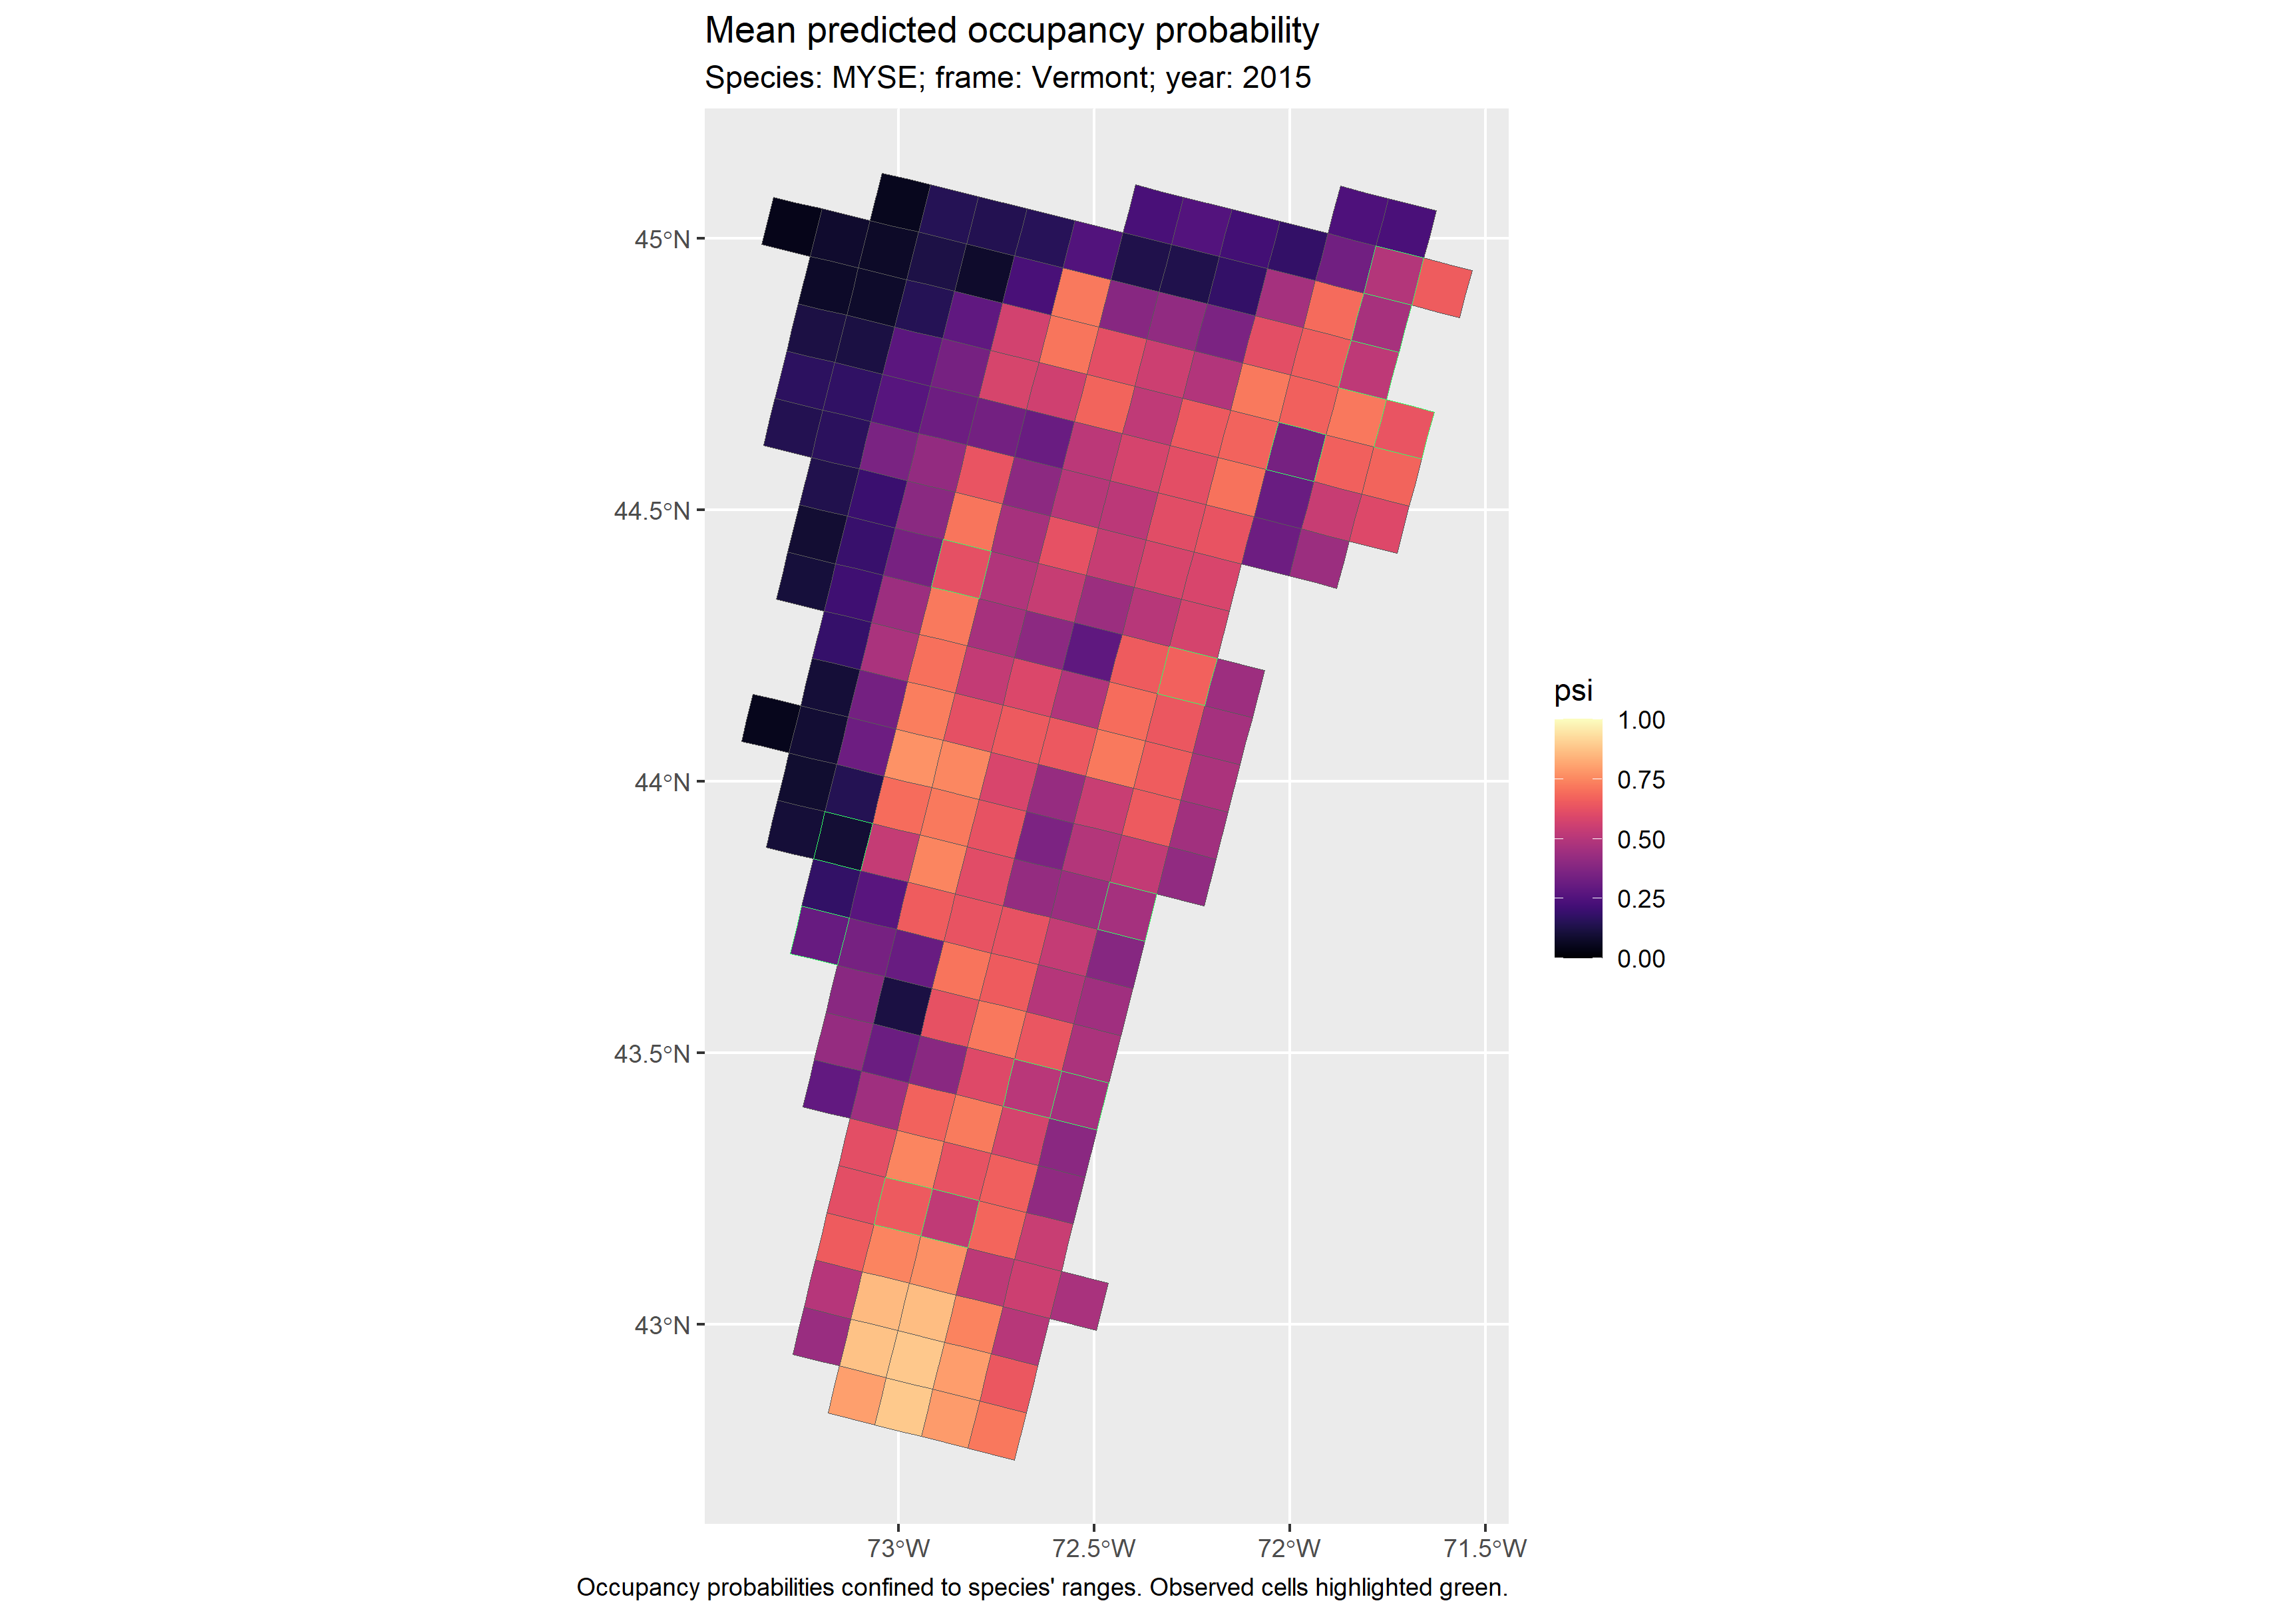 Mean predicted occupancy probability
Species: MYSE; frame: Vermont; year: 2015
45°N
44.5°N
44°N
43.5°N
43°N
73°W
72.5°W
72°W
71.5°W
psi
1.00
0.75
0.50
0.25
0.00
Occupancy probabilities confined to species' ranges. Observed cells highlighted green.